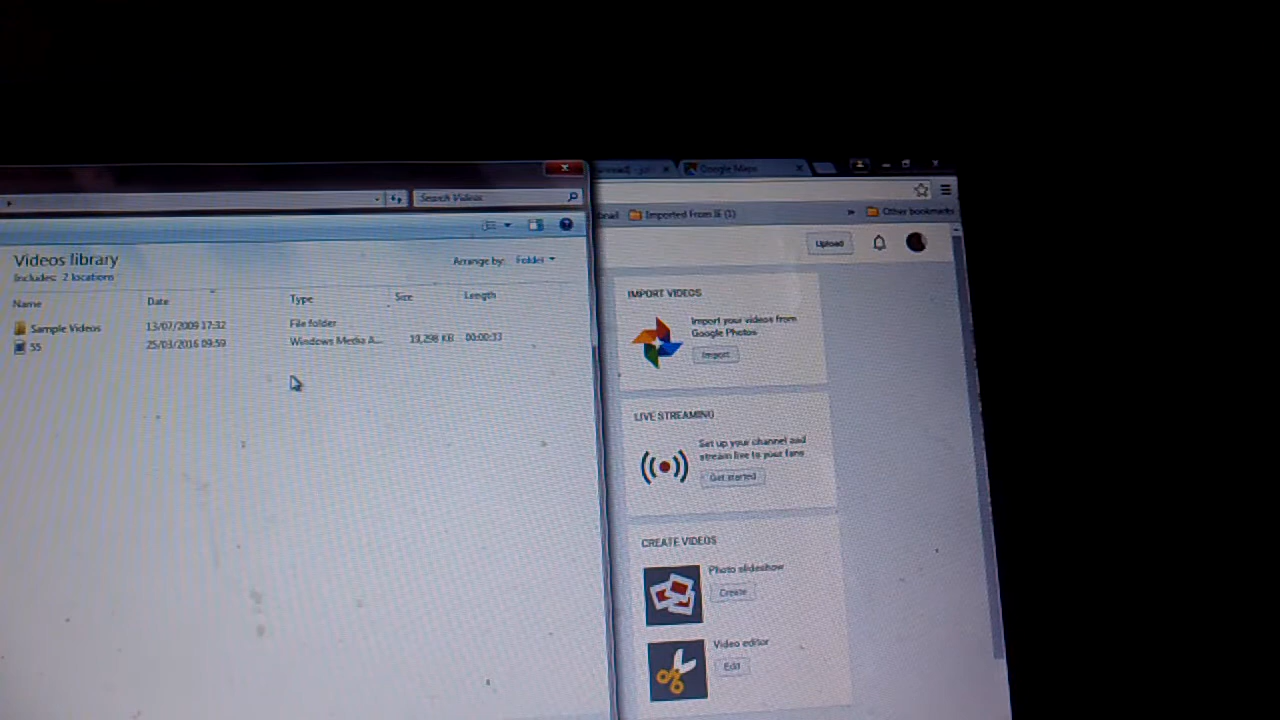 Google Maps
Search Videos
Imported From IE (1)
Other bookmarks
Upload
Videos library
Includes: 2 locations
Arrange by: Folder
Name Date Type Size Length
Sample Videos 13/07/2009 17:32 File folder
55 25/03/2016 09:59 Windows Media A... 19,298 KB 00:00:33
IMPORT VIDEOS
Import your videos from
Google Photos
Import
LIVE STREAMING
Set up your channel and
stream live to your fans
Get started
CREATE VIDEOS
Photo slideshow
Create
Video editor
Edit